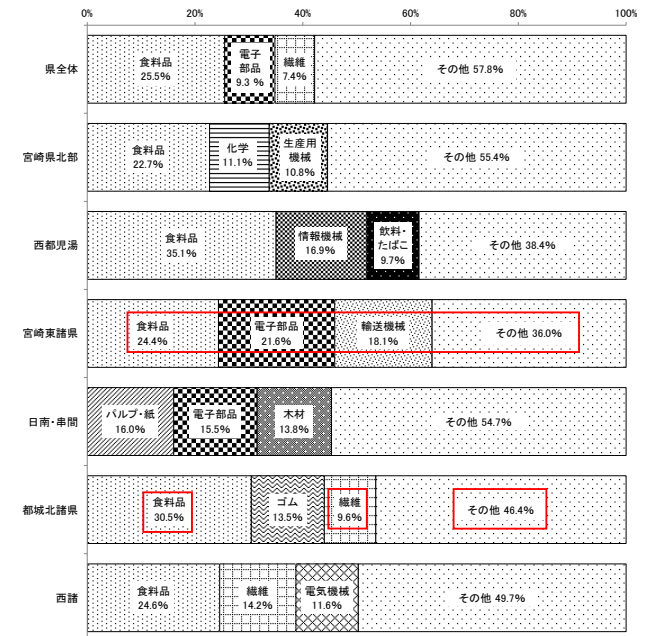 0% 20% 40% 60% 80% 100%
県全体
食料品
25.5%
電子
部品
9.3 %
繊維
7.4%
その他 57.8%
宮崎県北部
食料品
22.7%
化学
11.1%
生産用
機械
10.8%
その他 55.4%
西都児湯
食料品
35.1%
情報機械
16.9%
飲料・
たばこ
9.7%
その他 38.4%
宮崎東諸県
食料品
24.4%
電子部品
21.6%
輸送機械
18.1%
その他 36.0%
日南・串間
パルプ・紙
16.0%
電子部品
15.5%
木材
13.8%
その他 54.7%
都城北諸県
食料品
30.5%
ゴム
13.5%
繊維
9.6%
その他 46.4%
西諸
食料品
24.6%
繊維
14.2%
電気機械
11.6%
その他 49.7%